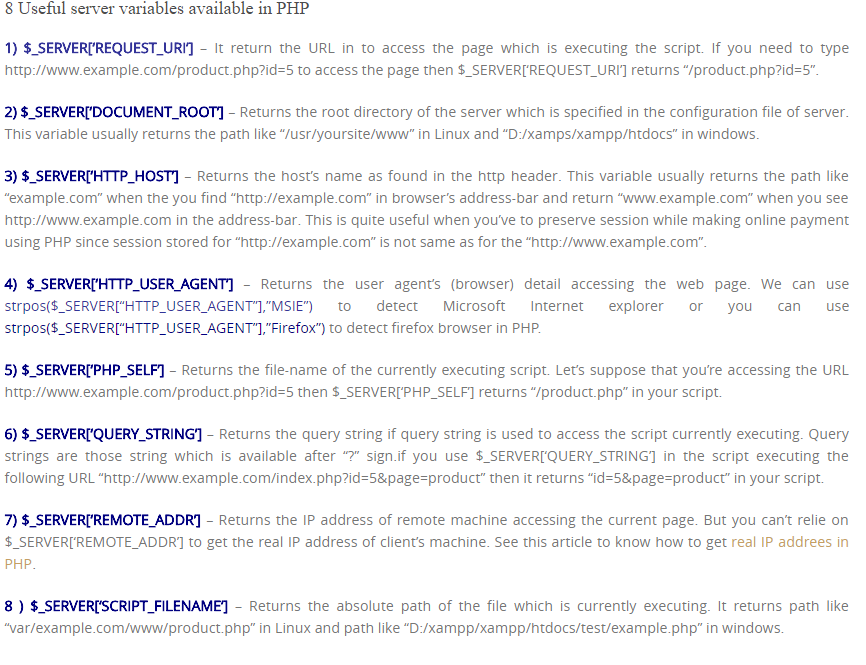 8 Useful server variables available in PHP
1) $_SERVER['REQUEST_URI'] – It return the URL in to access the page which is executing the script. If you need to type
http://www.example.com/product.php?id=5 to access the page then $_SERVER['REQUEST_URI'] returns “/product.php?id=5”.
2) $_SERVER['DOCUMENT_ROOT'] – Returns the root directory of the server which is specified in the configuration file of server.
This variable usually returns the path like “/usr/yoursite/www” in Linux and “D:/xamps/xampp/htdocs” in windows.
3) $_SERVER['HTTP_HOST'] – Returns the host’s name as found in the http header. This variable usually returns the path like
“example.com” when the you find “http://example.com” in browser’s address-bar and return “www.example.com” when you see
http://www.example.com in the address-bar. This is quite useful when you’ve to preserve session while making online payment
using PHP since session stored for “http://example.com” is not same as for the “http://www.example.com”.
4) $_SERVER['HTTP_USER_AGENT'] – Returns the user agent’s (browser) detail accessing the web page. We can use
strpos($_SERVER[“HTTP_USER_AGENT”],”MSIE”) to detect Microsoft Internet explorer or you can use
strpos($_SERVER[“HTTP_USER_AGENT”],”Firefox”) to detect firefox browser in PHP.
5) $_SERVER['PHP_SELF'] – Returns the file-name of the currently executing script. Let’s suppose that you’re accessing the URL
http://www.example.com/product.php?id=5 then $_SERVER['PHP_SELF'] returns “/product.php” in your script.
6) $_SERVER['QUERY_STRING'] – Returns the query string if query string is used to access the script currently executing. Query
strings are those string which is available after “?” sign.if you use $_SERVER['QUERY_STRING'] in the script executing the
following URL “http://www.example.com/index.php?id=5&page=product” then it returns “id=5&page=product” in your script.
7) $_SERVER['REMOTE_ADDR'] – Returns the IP address of remote machine accessing the current page. But you can’t relie on
$_SERVER['REMOTE_ADDR'] to get the real IP address of client’s machine. See this article to know how to get real IP addrees in
PHP.
8 ) $_SERVER['SCRIPT_FILENAME'] – Returns the absolute path of the file which is currently executing. It returns path like
“var/example.com/www/product.php” in Linux and path like “D:/xampp/xampp/htdocs/test/example.php” in windows.